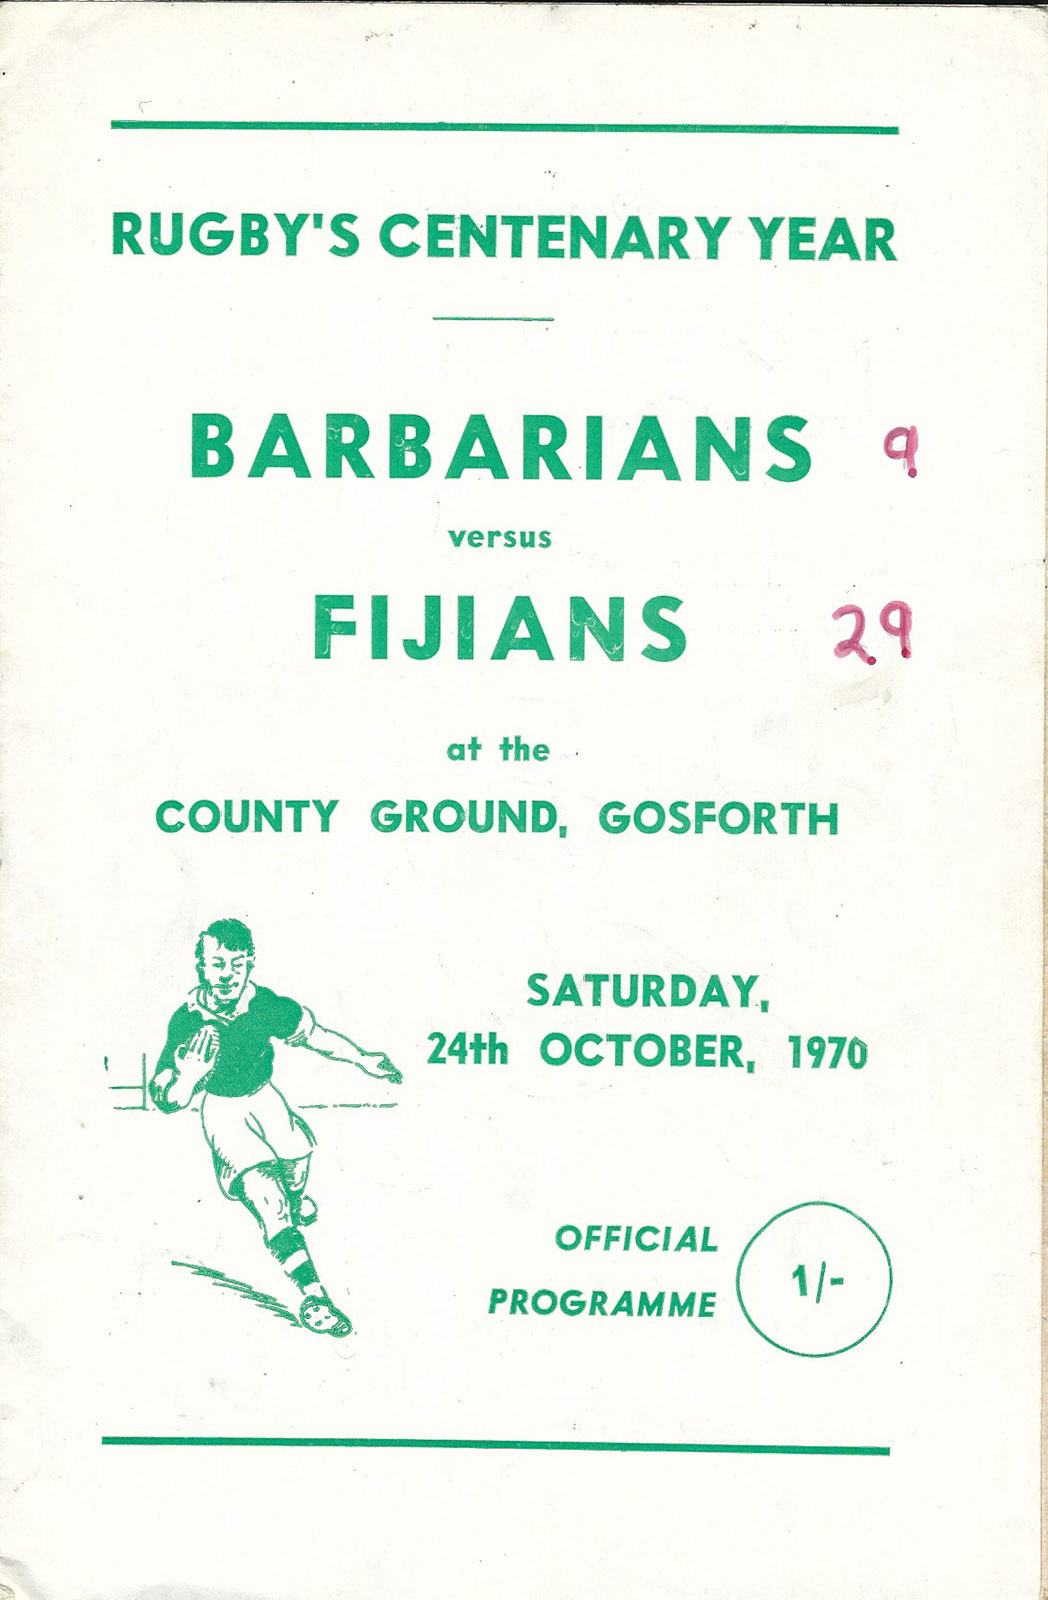 RUGBY'S CENTENARY YEAR
BARBARIANS 9
versus
FIJIANS 29
at the
COUNTY GROUND, GOSFORTH
SATURDAY,
24th OCTOBER, 1970
OFFICIAL
PROGRAMME
1/-